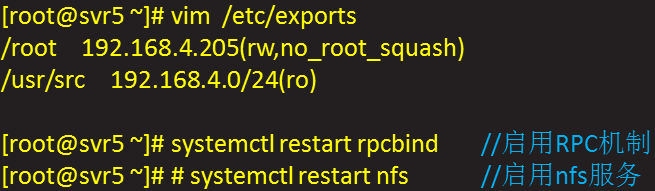 [root@svr5 ~]# vim /etc/exports
/root 192.168.4.205(rw,no_root_squash)
/usr/src 192.168.4.0/24(ro)
[root@svr5 ~]# systemctl restart rpcbind //启用RPC机制
[root@svr5 ~]# # systemctl restart nfs //启用nfs服务